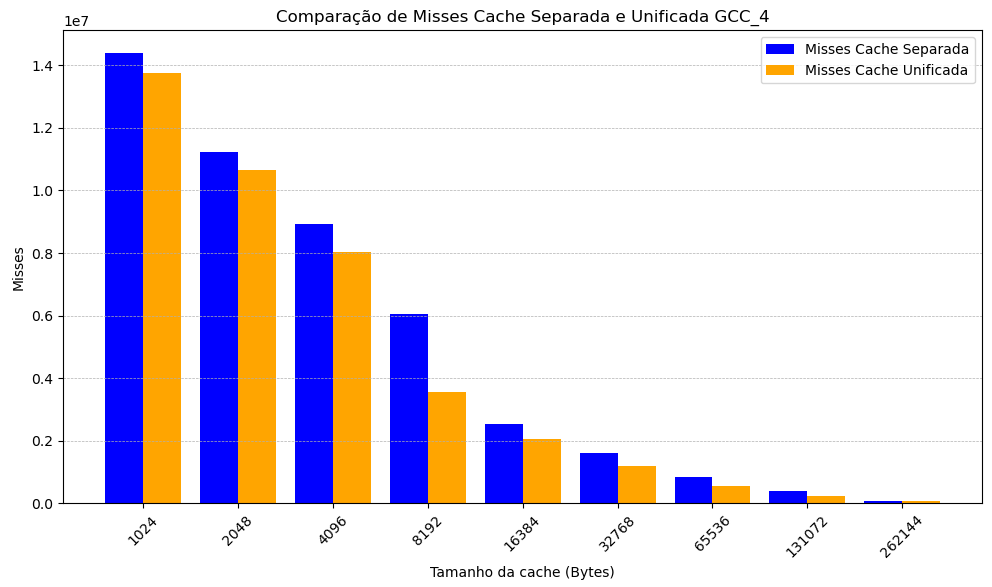 Comparação de Misses Cache Separada e Unificada GCC_4
1e7
Misses Cache Separada
Misses Cache Unificada
1.4
1.2
1.0
0.8
0.6
0.4
0.2
0.0
Misses
1024
2048
4096
8192
16384
32768
65536
131072
262144
Tamanho da cache (Bytes)